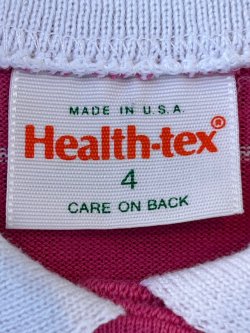 MADE IN U.S.A.
Health-tex®
4
CARE ON BACK